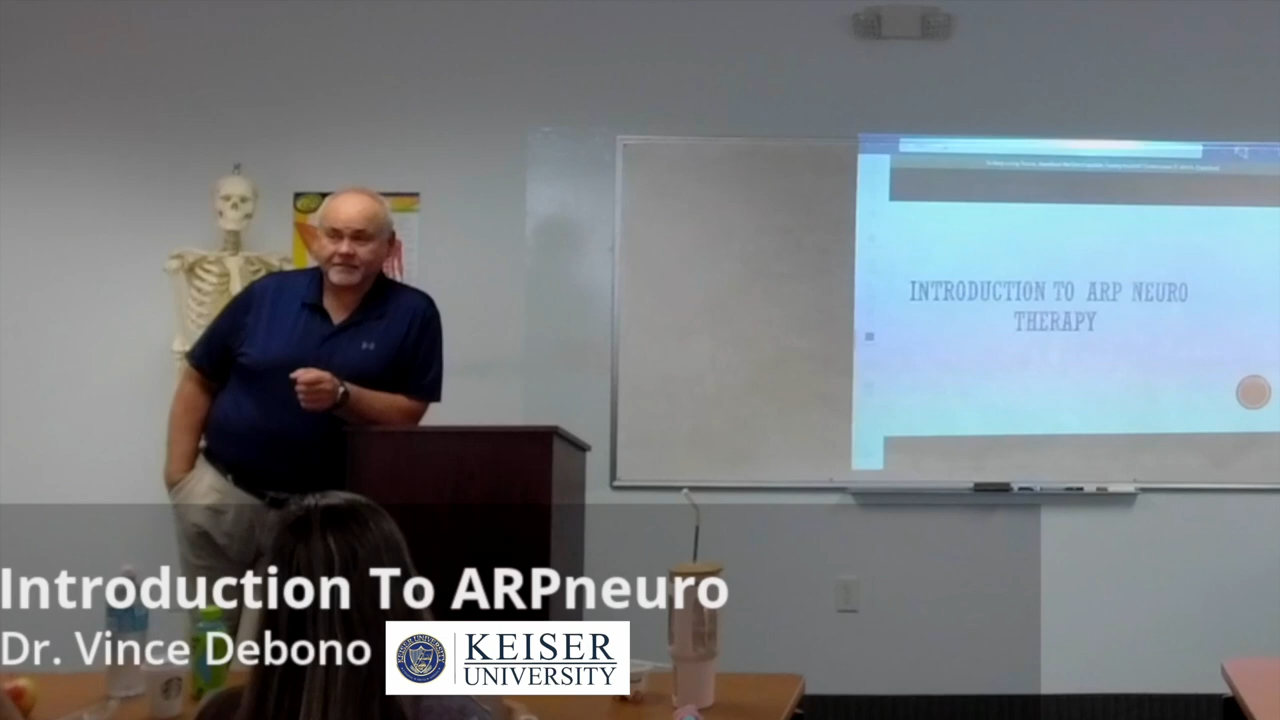 INTRODUCTION TO ARP NEURO
THERAPY
Introduction To ARPneuro
Dr. Vince Debono
KEISER
UNIVERSITY